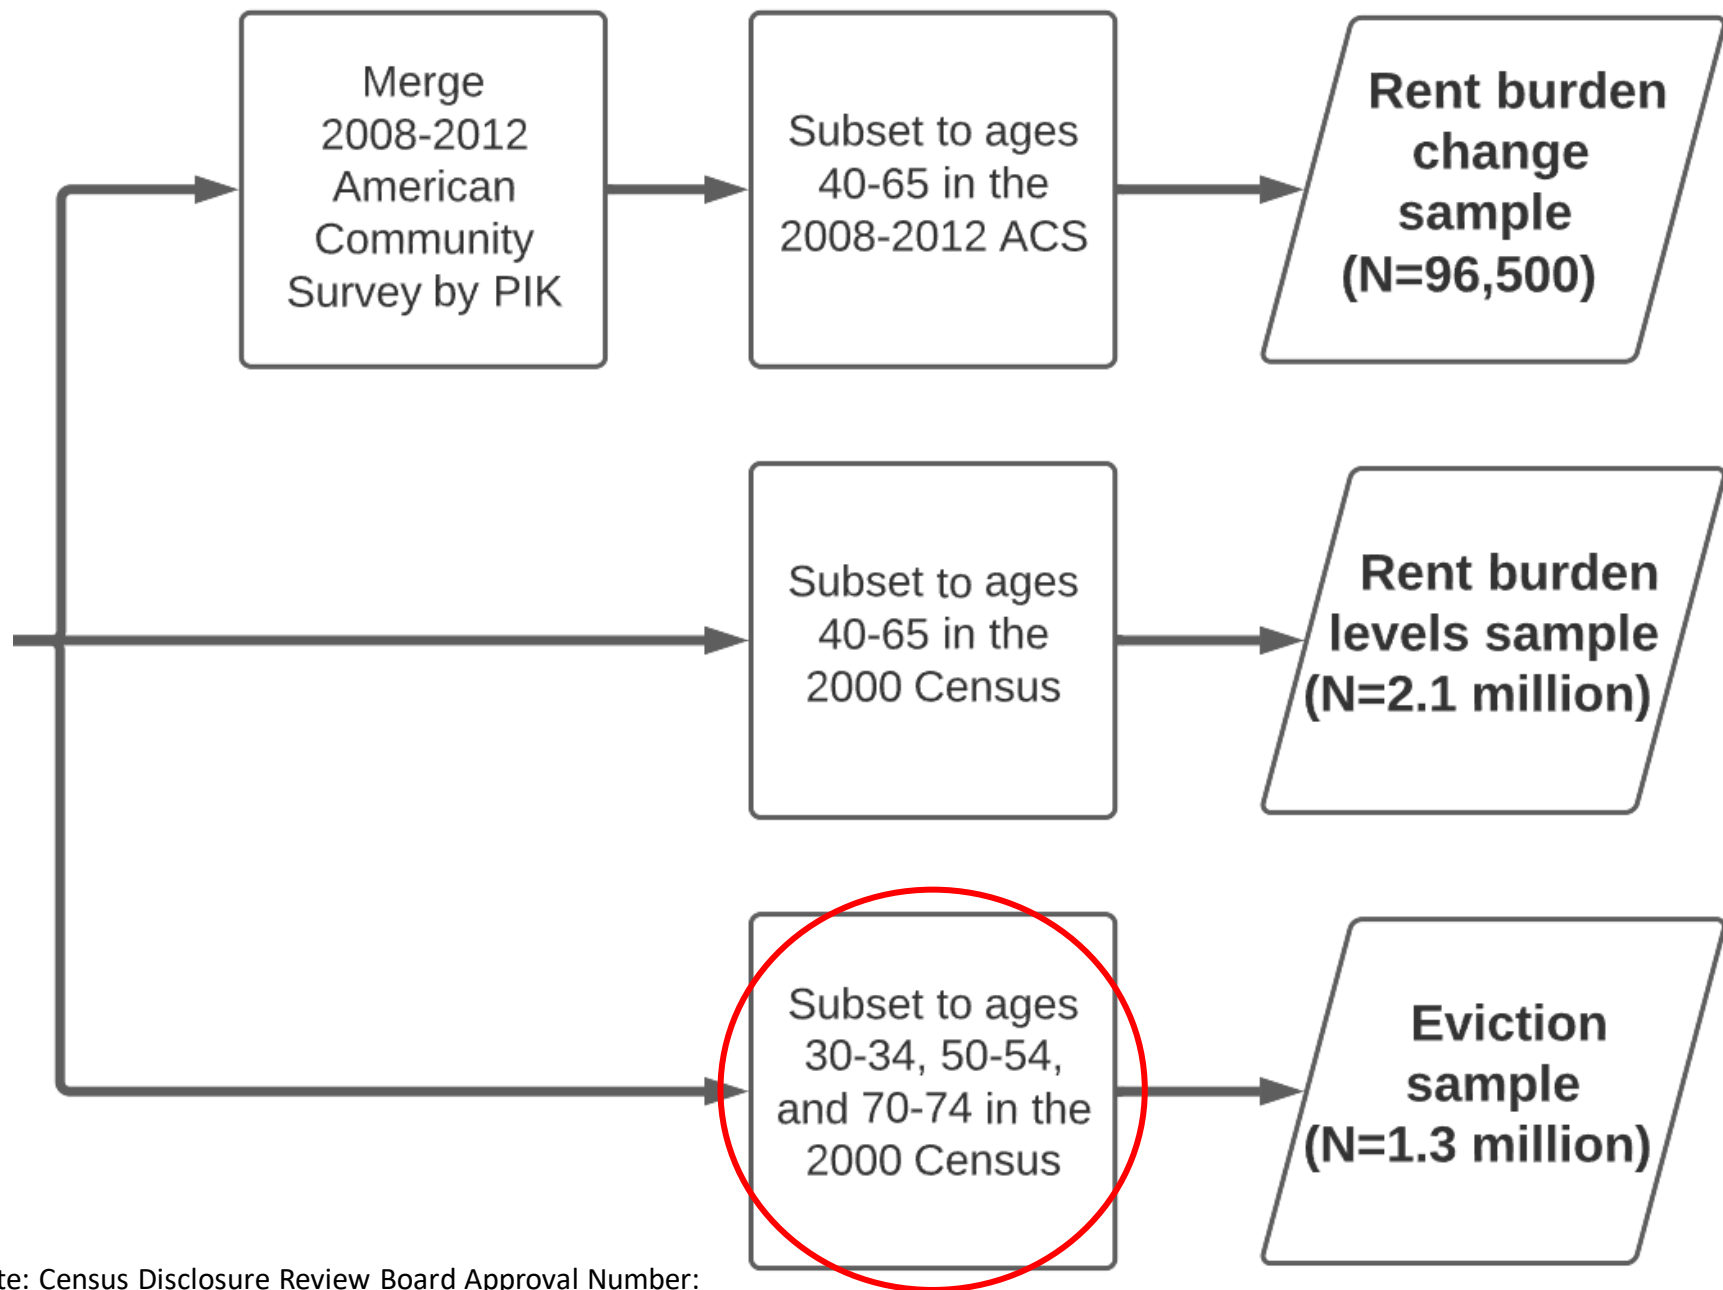 Merge
2008-2012
American
Community
Survey by PIK
Subset to ages
40-65 in the
2008-2012 ACS
Rent burden
change
sample
(N=96,500)
Subset to ages
40-65 in the
2000 Census
Rent burden
levels sample
(N=2.1 million)
Subset to ages
30-34, 50-54,
and 70-74 in the
2000 Census
Eviction
sample
(N=1.3 million)
te: Census Disclosure Review Board Approval Number: